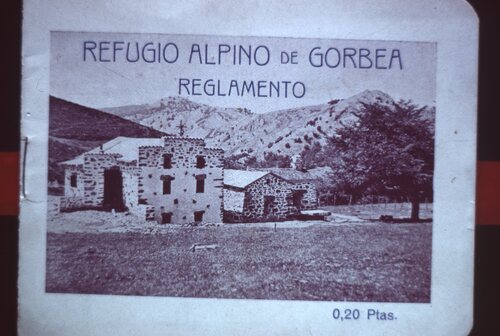 REFUGIO ALPINO DE GORBEA
REGLAMENTO
0,20 Ptas.